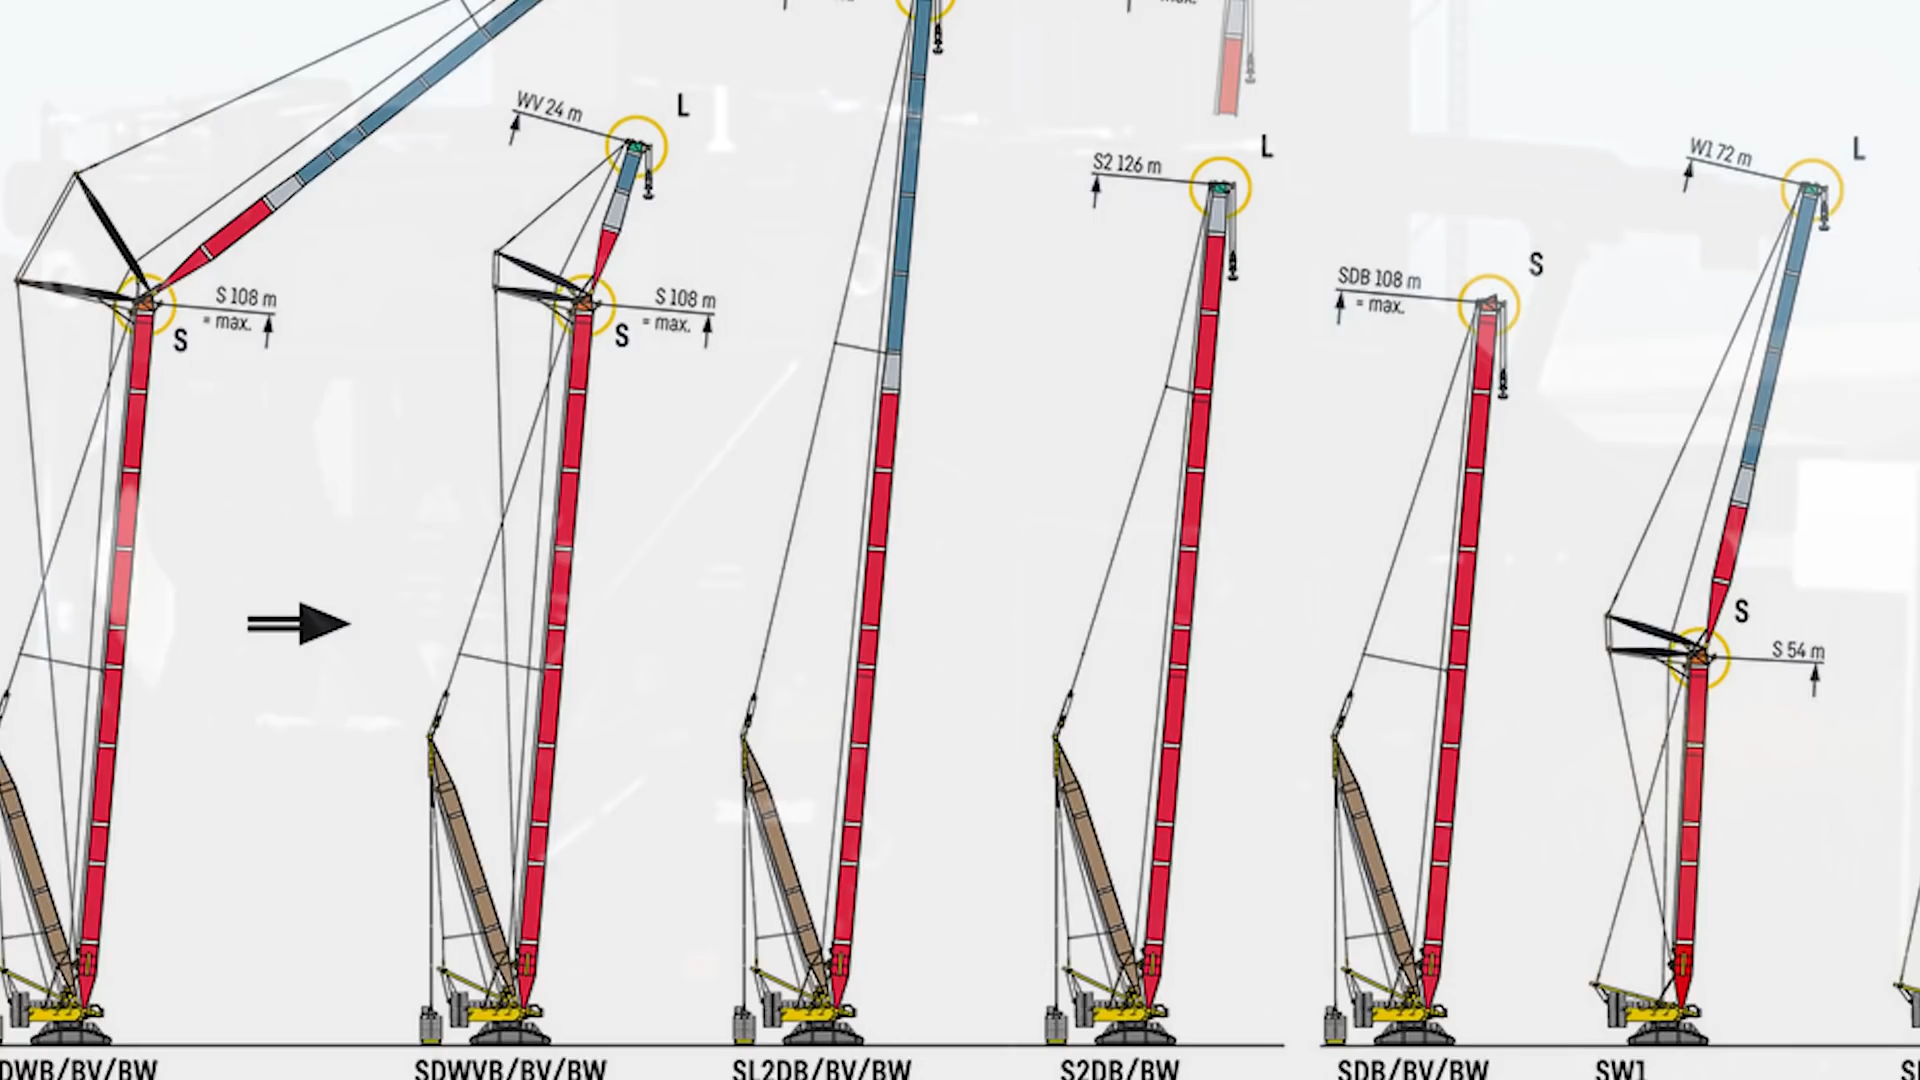 max.
WV 24 m
L
S 108 m
= max.
S
S 108 m
= max.
S
S2 126 m
L
SDB 108 m
= max.
S
W1 72 m
L
S
S 54 m
DWB/BV/BW
SDWVB/BV/BW
SL2DB/BV/BW
S2DB/BW
SDB/BV/BW
SW1